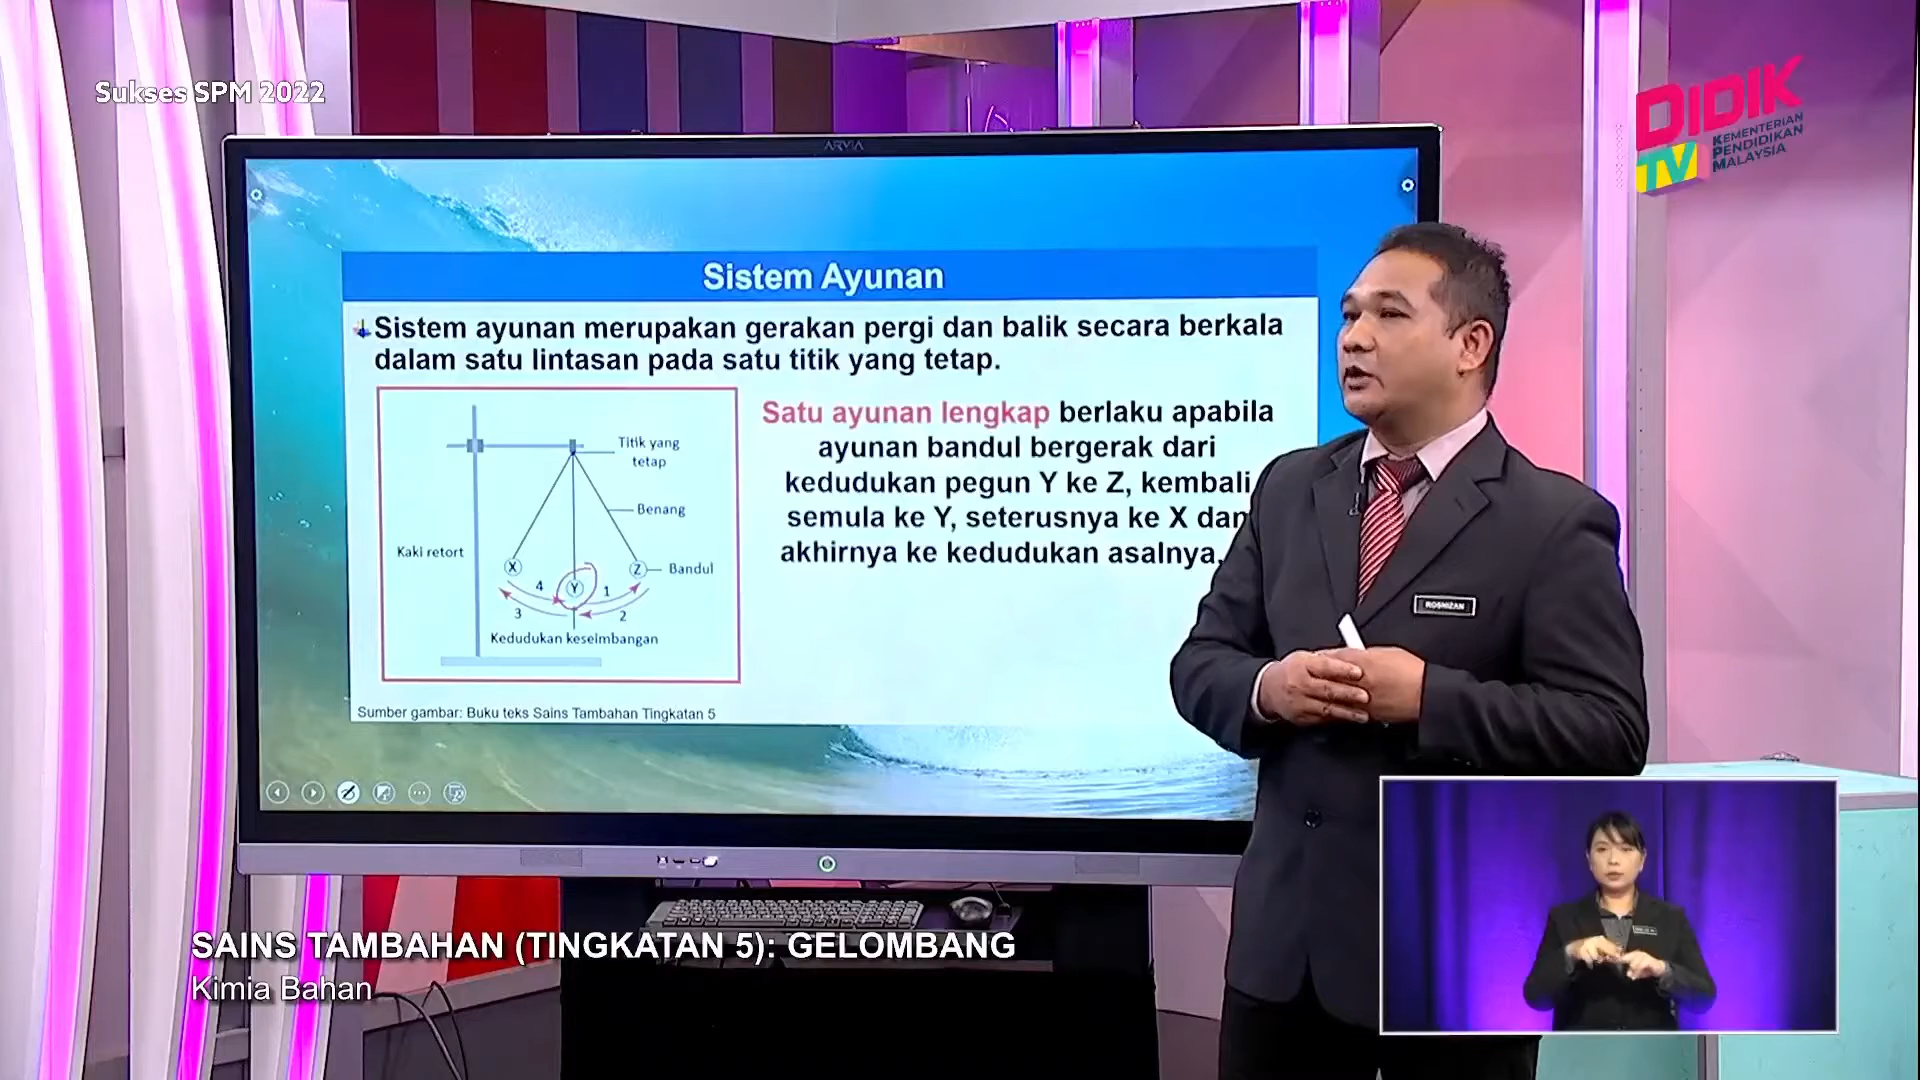 Sukses SPM 2022
DIDIK
TV
KEMENTERIAN
PENDIDIKAN
MALAYSIA
ARVIA
Sistem Ayunan
Sistem ayunan merupakan gerakan pergi dan balik secara berkala
dalam satu lintasan pada satu titik yang tetap.
Titik yang
tetap
Benang
Kaki retort
X
Y
Z
Bandul
4
1
3
2
Kedudukan keseimbangan
Satu ayunan lengkap berlaku apabila
ayunan bandul bergerak dari
kedudukan pegun Y ke Z, kembali
semula ke Y, seterusnya ke X dan
akhirnya ke kedudukan asalnya,
Sumber gambar: Buku teks Sains Tambahan Tingkatan 5
ROSNIZAN
SAINS TAMBAHAN (TINGKATAN 5): GELOMBANG
Kimia Bahan